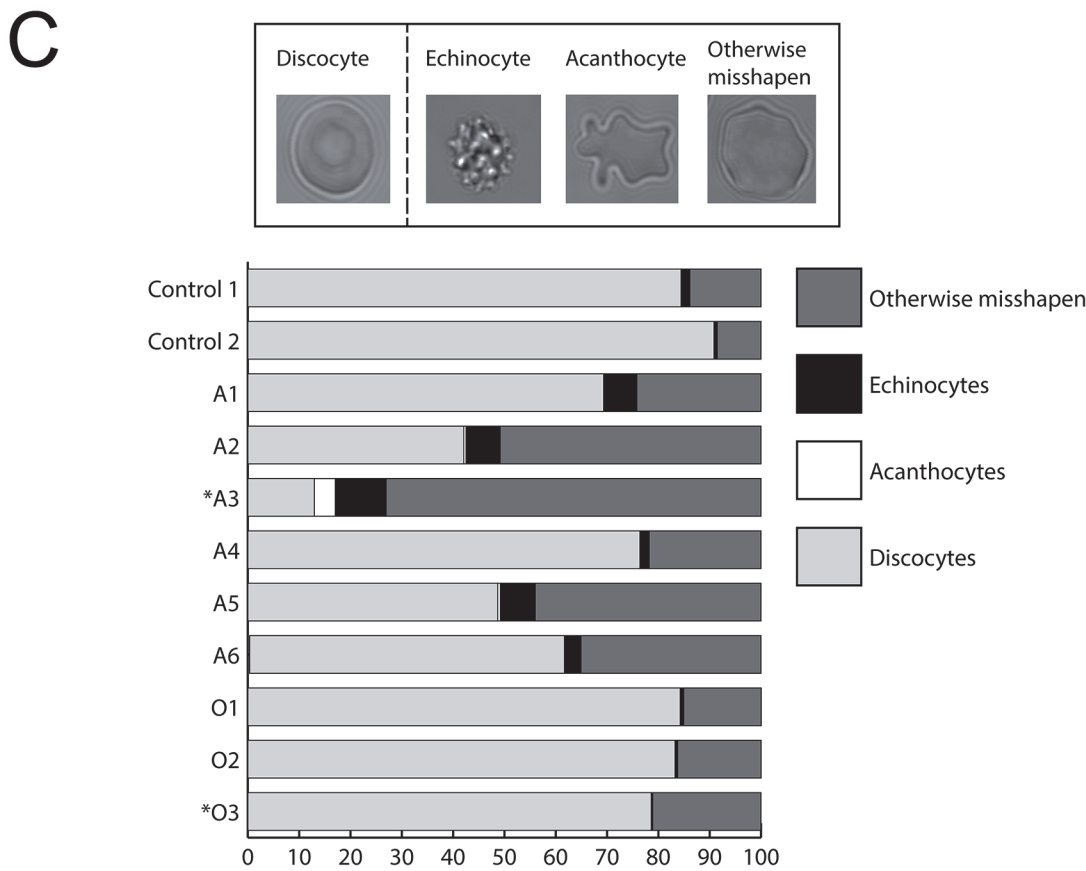 C
Discocyte
Echinocyte
Acanthocyte
Otherwise
misshapen
Control 1
Control 2
A1
A2
*A3
A4
A5
A6
O1
O2
*O3
0 10 20 30 40 50 60 70 80 90 100
Otherwise misshapen
Echinocytes
Acanthocytes
Discocytes